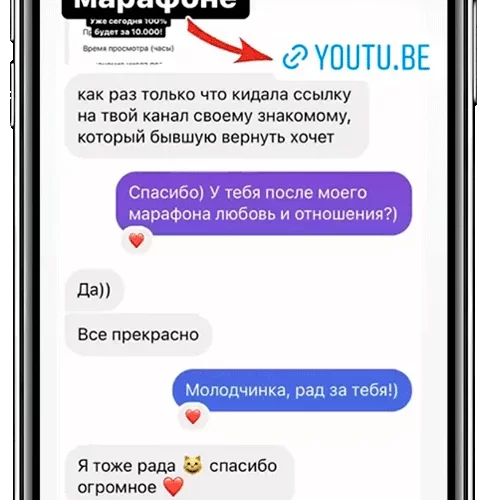 Марафоне
Уже сегодня 100%
будет за 10.000!
Время просмотра (часы)
YOUTU.BE
как раз только что кидала ссылку
на твой канал своему знакомому,
который бывшую вернуть хочет
Спасибо) У тебя после моего
марафона любовь и отношения?)
Да))
Все прекрасно
Молодчинка, рад за тебя!)
Я тоже рада 😺 спасибо
огромное ❤️